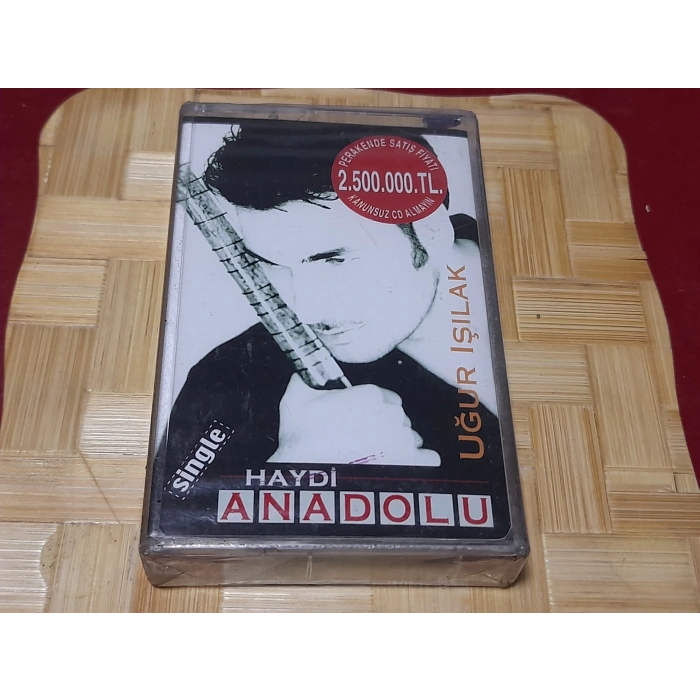 PERAKENDE SATIŞ FİYATI
2.500.000.TL.
KANUNSUZ CD ALMAYIN
UĞUR IŞILAK
single
HAYDİ
ANADOLU